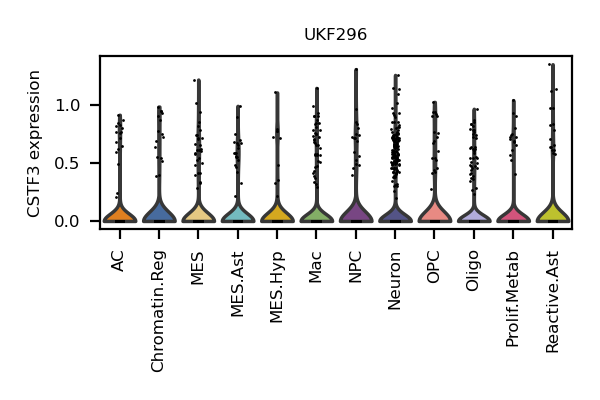 UKF296
CSTF3 expression
1.0
0.5
0.0
AC
Chromatin.Reg
MES
MES.Ast
MES.Hyp
Mac
NPC
Neuron
OPC
Oligo
Prolif.Metab
Reactive.Ast